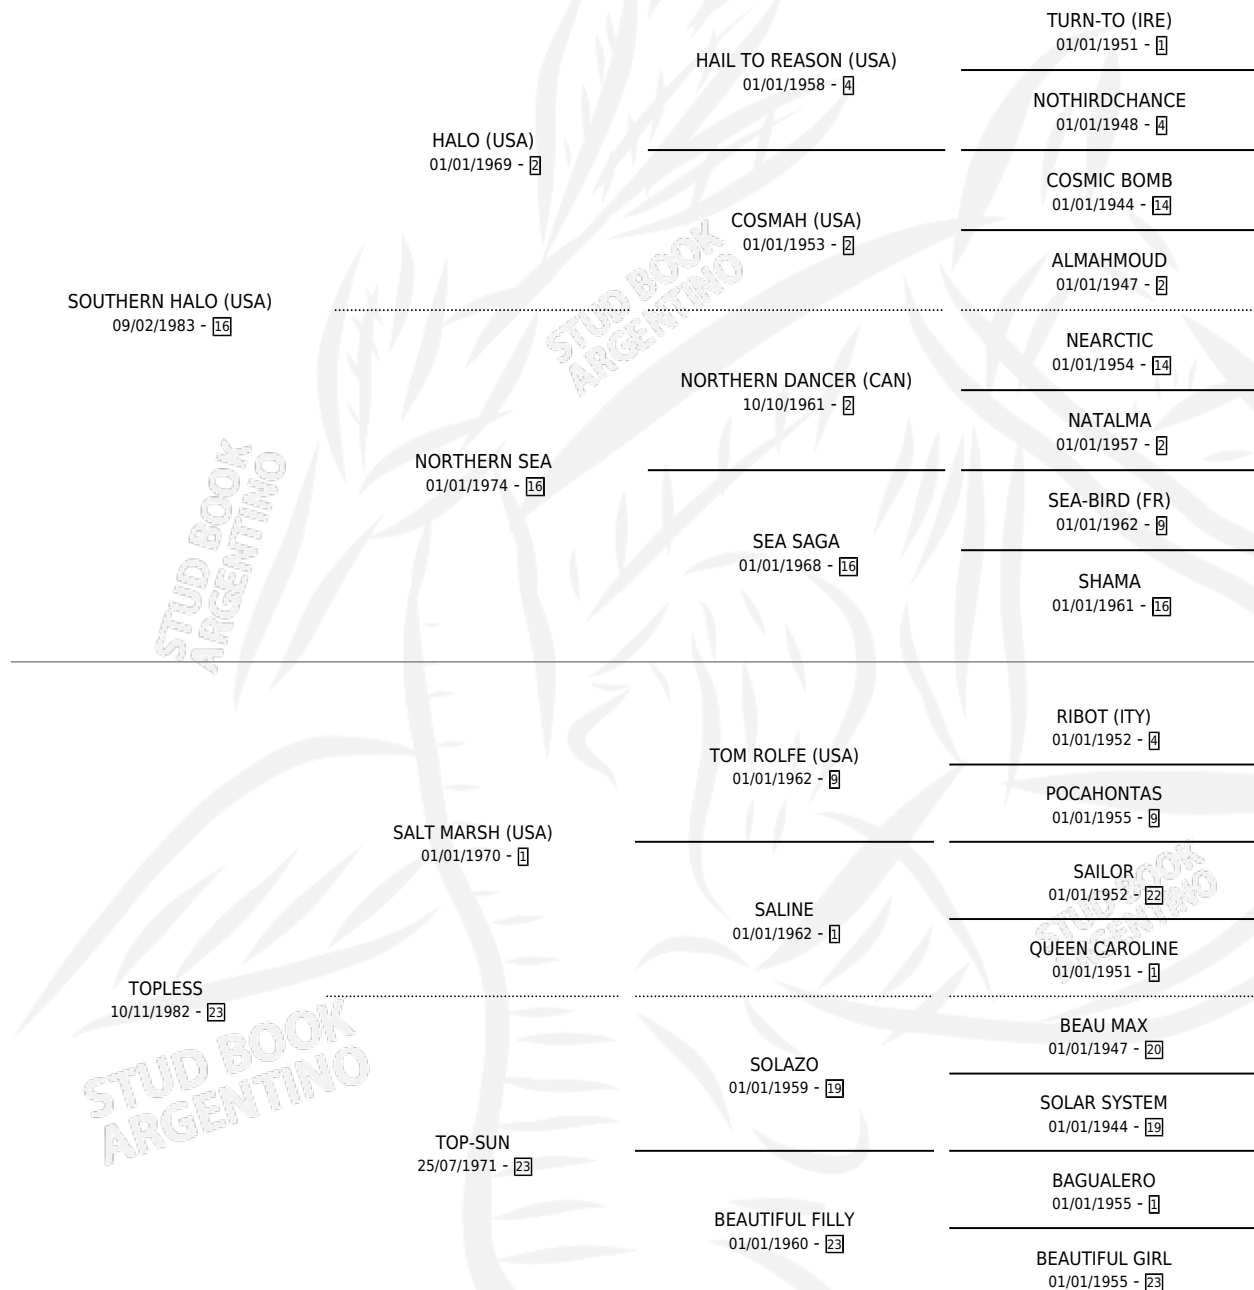 TURN-TO (IRE)
01/01/1951 - 1
HAIL TO REASON (USA)
01/01/1958 - 4
NOTHIRDCHANCE
01/01/1948 - 4
HALO (USA)
01/01/1969 - 2
COSMIC BOMB
01/01/1944 - 14
COSMAH (USA)
01/01/1953 - 2
ALMAHMOUD
01/01/1947 - 2
SOUTHERN HALO (USA)
09/02/1983 - 16
STUD BOOK
ARGENTINO
NEARCTIC
01/01/1954 - 14
NORTHERN DANCER (CAN)
10/10/1961 - 2
NATALMA
01/01/1957 - 2
NORTHERN SEA
01/01/1974 - 16
SEA-BIRD (FR)
01/01/1962 - 9
SEA SAGA
01/01/1968 - 16
SHAMA
01/01/1961 - 16
STUD BOOK
ARGENTINO
RIBOT (ITY)
01/01/1952 - 4
TOM ROLFE (USA)
01/01/1962 - 9
POCAHONTAS
01/01/1955 - 9
SALT MARSH (USA)
01/01/1970 - 1
SAILOR
01/01/1952 - 22
SALINE
01/01/1962 - 1
STUD BOOK
ARGENTINO
QUEEN CAROLINE
01/01/1951 - 1
TOPLESS
10/11/1982 - 23
BEAU MAX
01/01/1947 - 20
SOLAZO
01/01/1959 - 19
SOLAR SYSTEM
01/01/1944 - 19
STUD BOOK
ARGENTINO
TOP-SUN
25/07/1971 - 23
BAGUALERO
01/01/1955 - 1
BEAUTIFUL FILLY
01/01/1960 - 23
BEAUTIFUL GIRL
01/01/1955 - 23